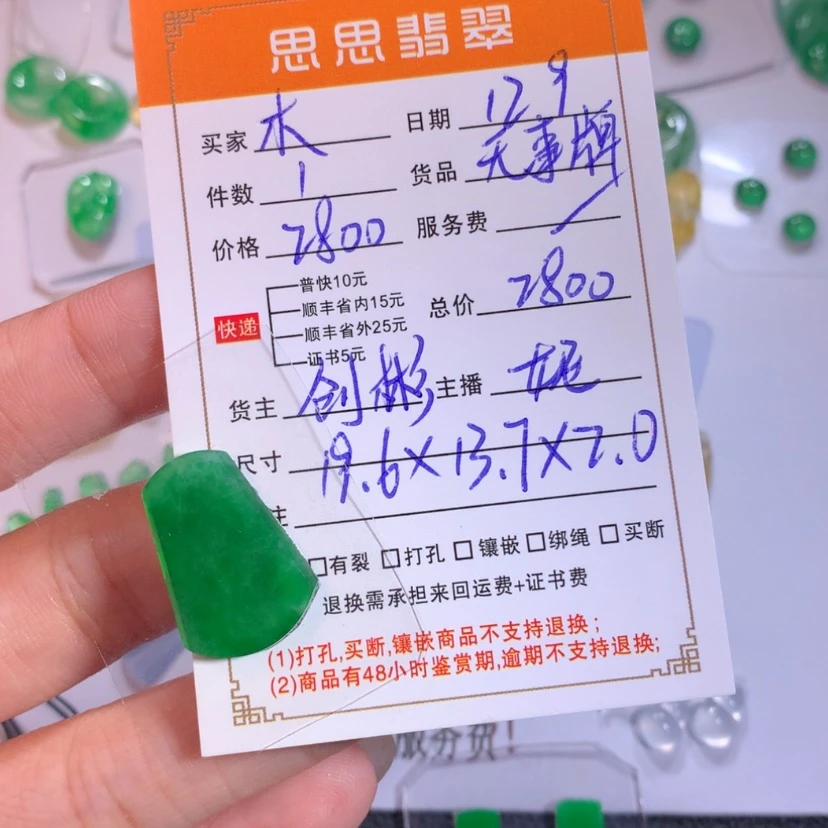 思思翡翠
买家 木 日期 12 9
件数 1 货品 无事牌
价格 2800 服务费 /
快递
普快10元
顺丰省内15元
顺丰省外25元
证书5元
总价 2800
货主 创彬 主播 妮
尺寸 19.6×13.7×2.0
注
□有裂 □打孔 □镶嵌 □绑绳 □买断
退换需承担来回运费+证书费
(1)打孔,买断,镶嵌商品不支持退换;
(2)商品有48小时鉴赏期,逾期不支持退换;
服务费!